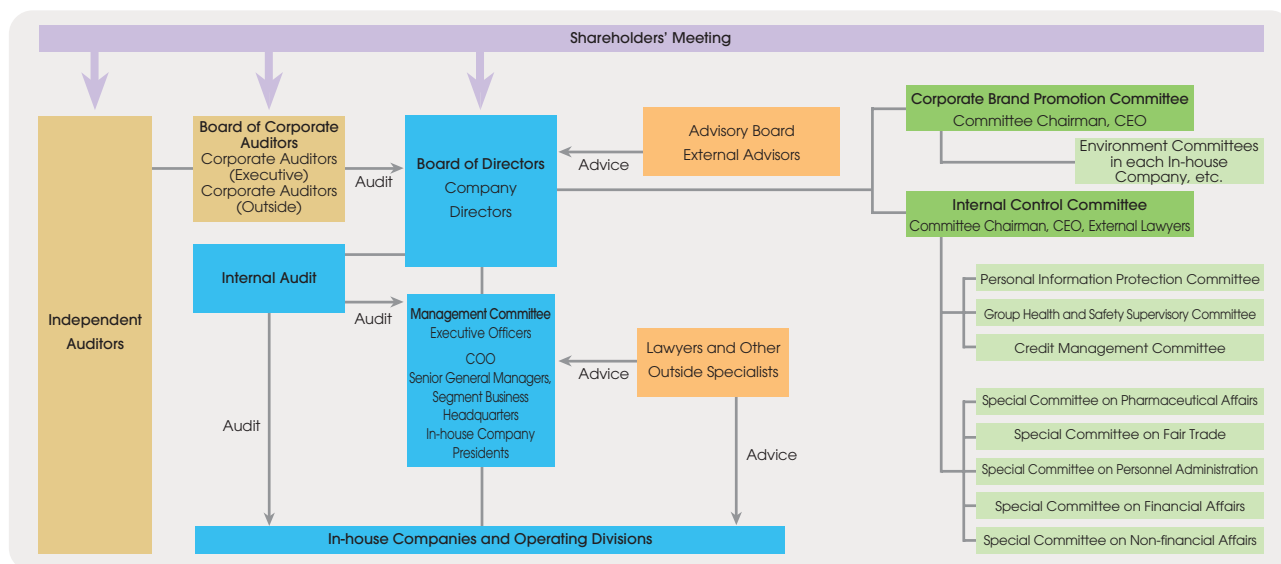 Shareholders' Meeting
Independent
Auditors
Board of Corporate
Auditors
Corporate Auditors
(Executive)
Corporate Auditors
(Outside)
Audit
Board of Directors
Company
Directors
Advice
Advisory Board
External Advisors
Corporate Brand Promotion Committee
Committee Chairman, CEO
Environment Committees
in each In-house
Company, etc.
Internal Control Committee
Committee Chairman, CEO, External Lawyers
Internal Audit
Audit
Audit
Management Committee
Executive Officers
COO
Senior General Managers,
Segment Business
Headquarters
In-house Company
Presidents
Advice
Lawyers and Other
Outside Specialists
Advice
Personal Information Protection Committee
Group Health and Safety Supervisory Committee
Credit Management Committee
Special Committee on Pharmaceutical Affairs
Special Committee on Fair Trade
Special Committee on Personnel Administration
Special Committee on Financial Affairs
Special Committee on Non-financial Affairs
In-house Companies and Operating Divisions